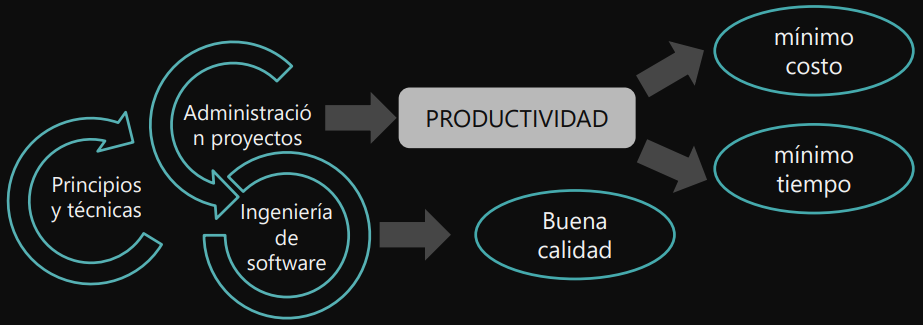 Principios
y técnicas
Administració
n proyectos
Ingeniería
de
software
PRODUCTIVIDAD
mínimo
costo
mínimo
tiempo
Buena
calidad